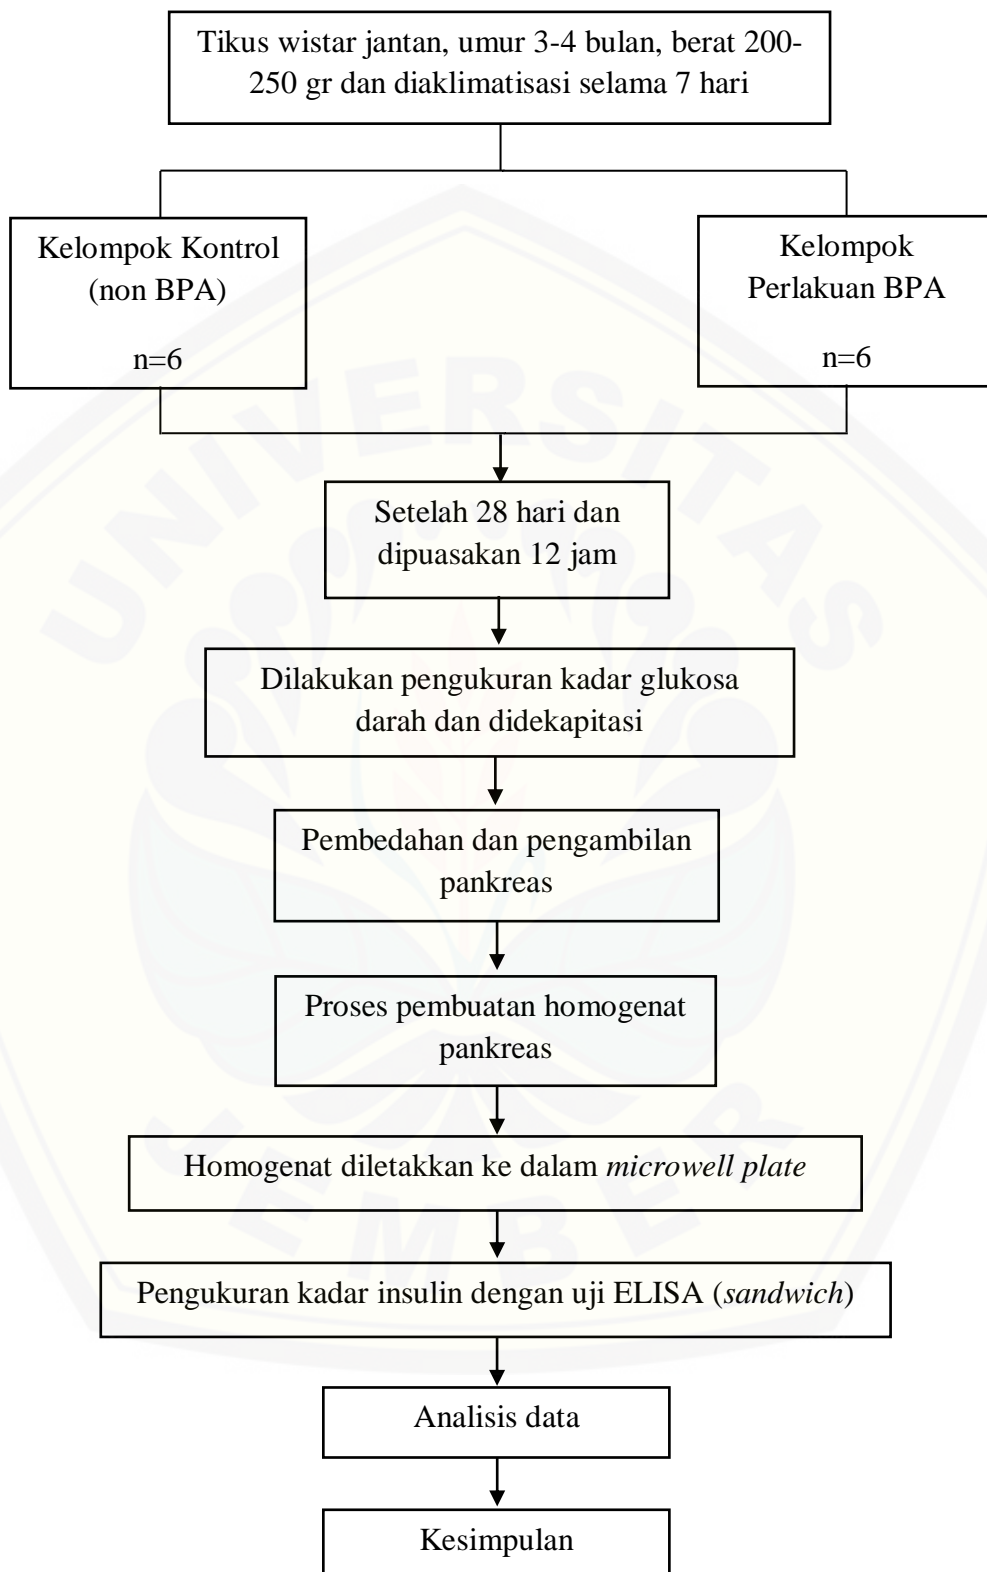 Tikus wistar jantan, umur 3-4 bulan, berat 200-
250 gr dan diaklimatisasi selama 7 hari
Kelompok Kontrol
(non BPA)
n=6
Kelompok
Perlakuan BPA
n=6
Setelah 28 hari dan
dipuasakan 12 jam
Dilakukan pengukuran kadar glukosa
darah dan didekapitasi
Pembedahan dan pengambilan
pankreas
Proses pembuatan homogenat
pankreas
Homogenat diletakkan ke dalam microwell plate
Pengukuran kadar insulin dengan uji ELISA (sandwich)
Analisis data
Kesimpulan
UNIVERSITAS
JEMBER